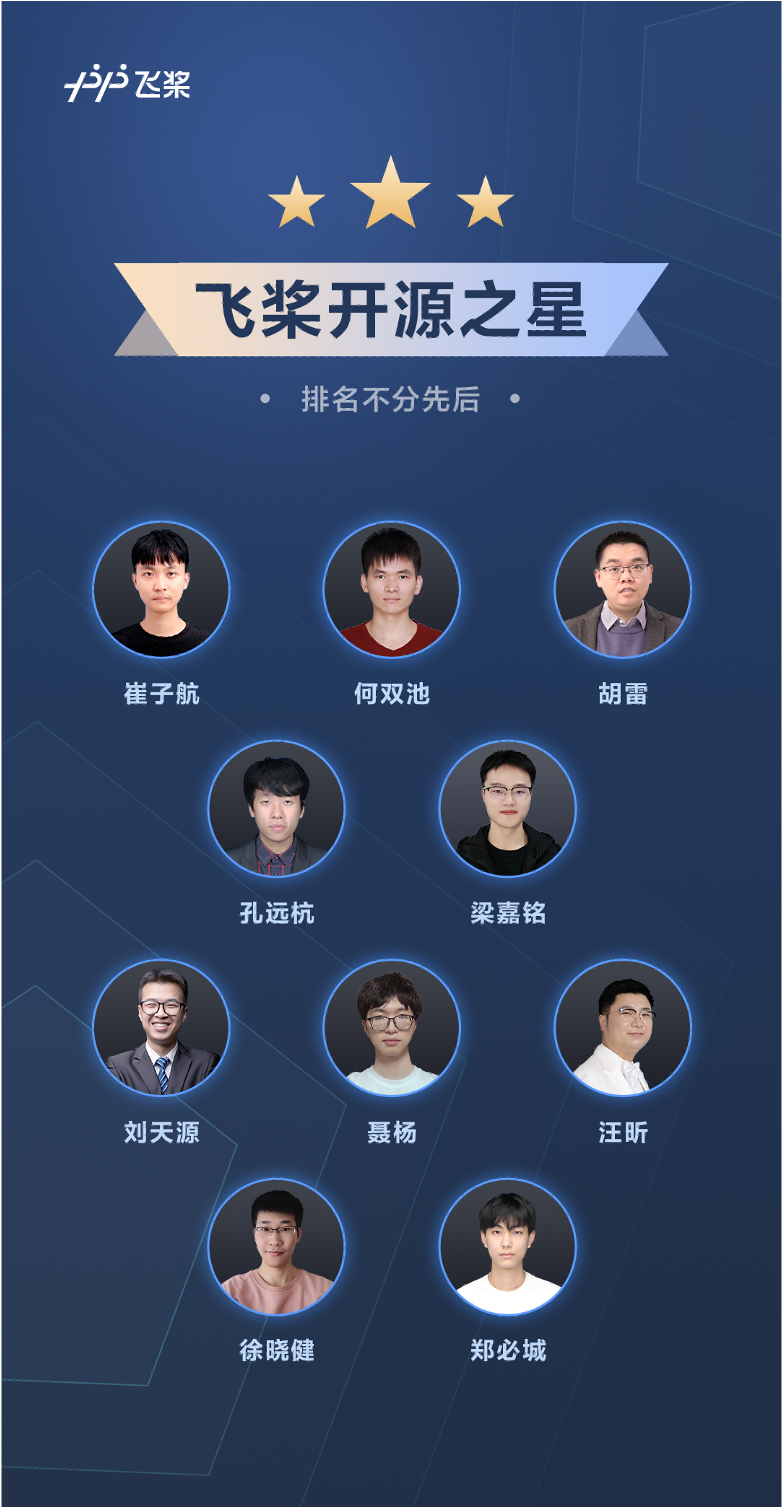 飞桨
飞桨开源之星
• 排名不分先后 •
崔子航 何双池 胡雷
孔远杭 梁嘉铭
刘天源 聂杨 汪昕
徐晓健 郑必城